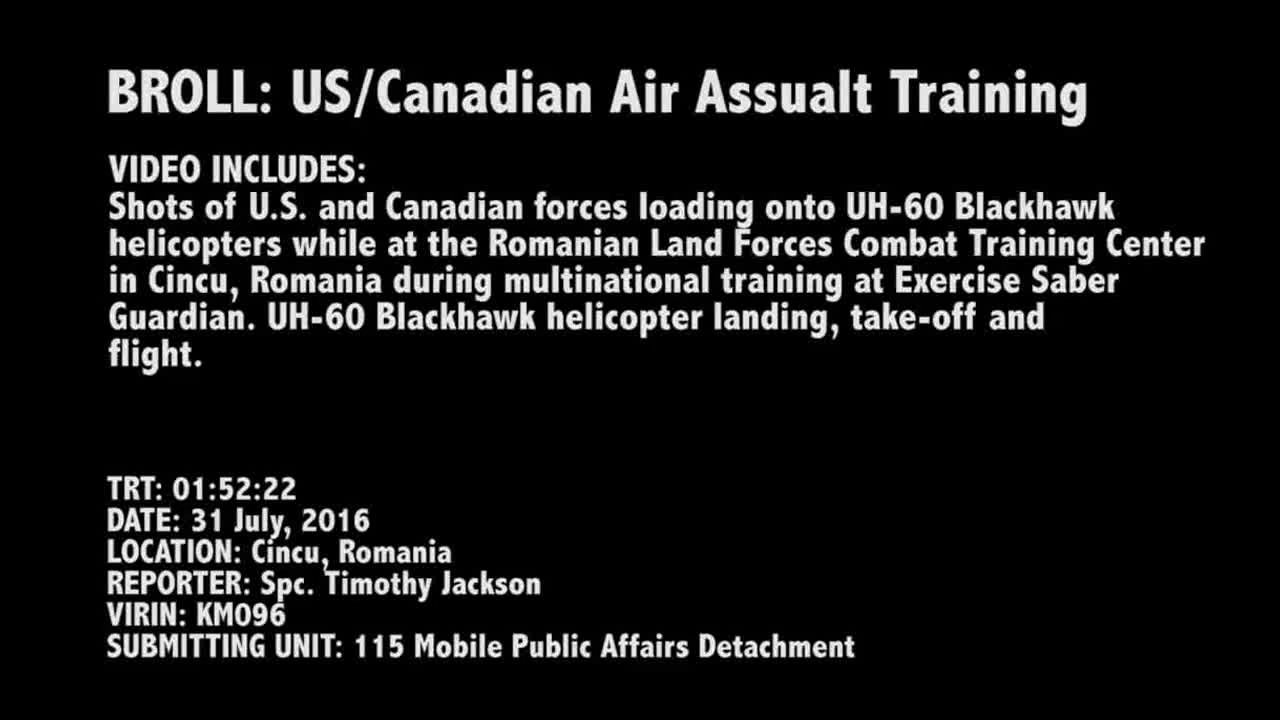 BROLL: US/Canadian Air Assualt Training
VIDEO INCLUDES:
Shots of U.S. and Canadian forces loading onto UH-60 Blackhawk
helicopters while at the Romanian Land Forces Combat Training Center
in Cincu, Romania during multinational training at Exercise Saber
Guardian. UH-60 Blackhawk helicopter landing, take-off and
flight.
TRT: 01:52:22
DATE: 31 July, 2016
LOCATION: Cincu, Romania
REPORTER: Spc. Timothy Jackson
VIRIN: KM096
SUBMITTING UNIT: 115 Mobile Public Affairs Detachment